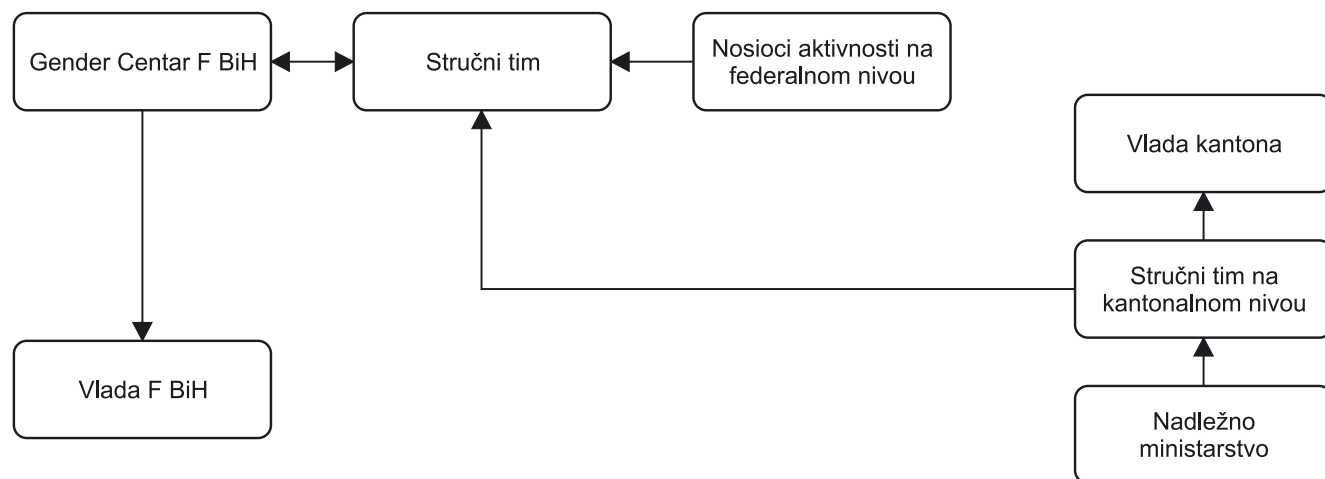 Gender Centar F BiH
Stručni tim
Nosioci aktivnosti na
federalnom nivou
Vlada kantona
Stručni tim na
kantonalnom nivou
Vlada F BiH
Nadležno
ministarstvo